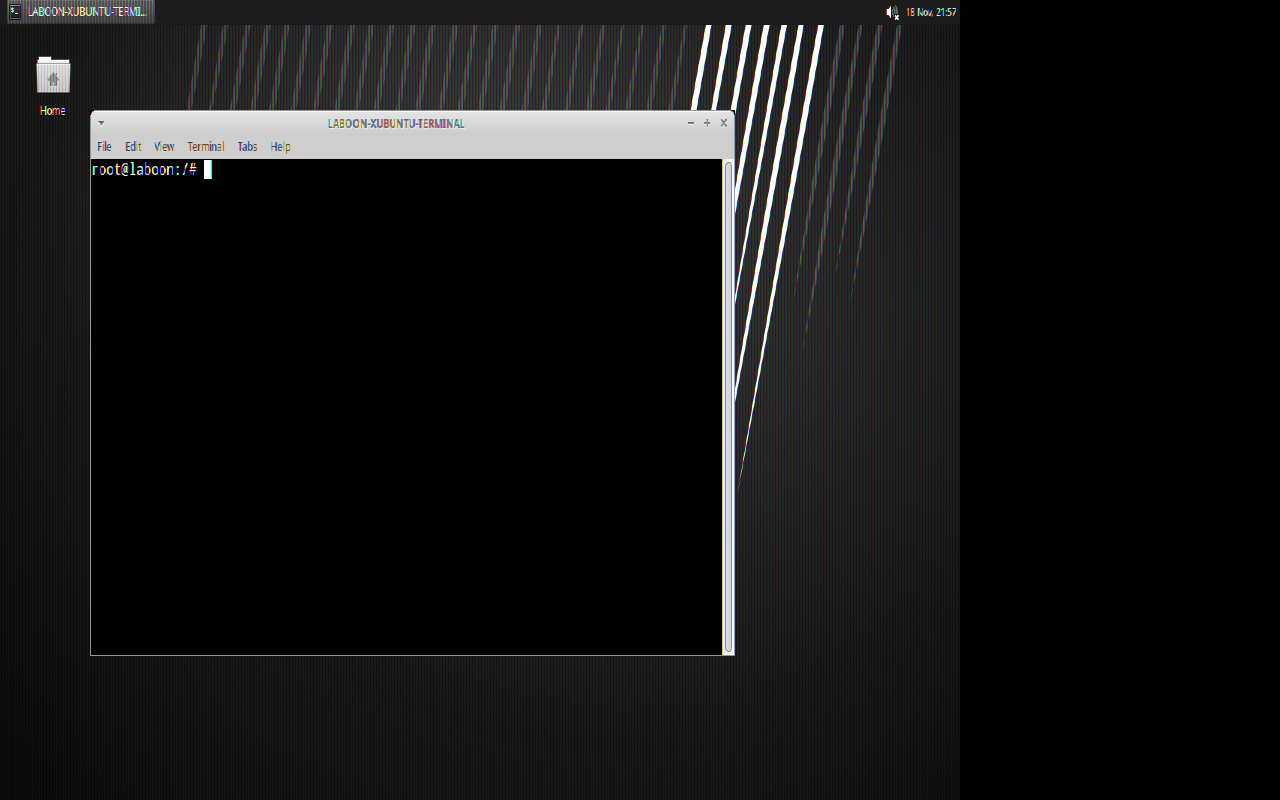 LABOON-XUBUNTU-TERMI...
18 Nov, 21:57
Home
LABOON-XUBUNTU-TERMINAL
File Edit View Terminal Tabs Help
root@laboon:/#